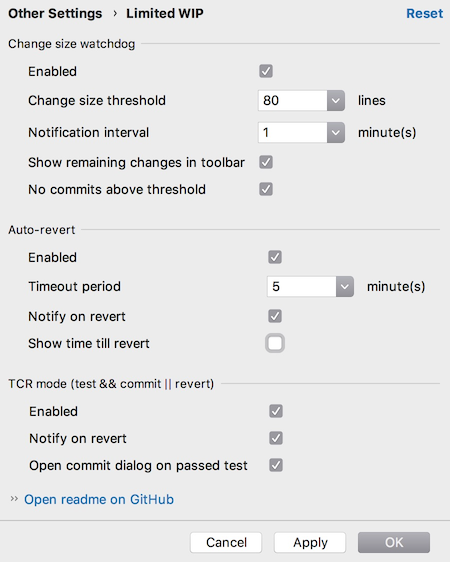 Other Settings › Limited WIP Reset
Change size watchdog
Enabled
Change size threshold 80 lines
Notification interval 1 minute(s)
Show remaining changes in toolbar
No commits above threshold
Auto-revert
Enabled
Timeout period 5 minute(s)
Notify on revert
Show time till revert
TCR mode (test && commit || revert)
Enabled
Notify on revert
Open commit dialog on passed test
›› Open readme on GitHub
Cancel Apply OK